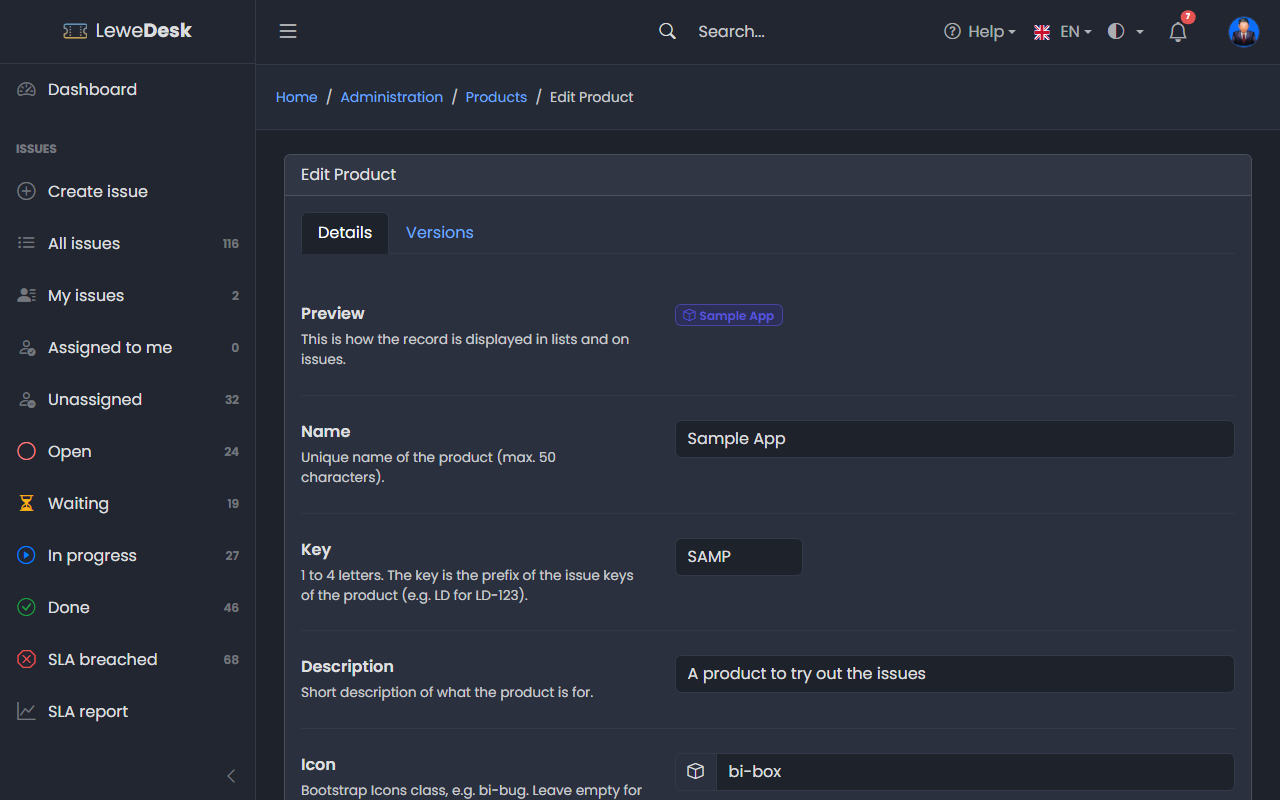 LeweDesk
Search...
Help
EN
7
Dashboard
Home / Administration / Products / Edit Product
ISSUES
Create issue
All issues 116
My issues 2
Assigned to me 0
Unassigned 32
Open 24
Waiting 19
In progress 27
Done 46
SLA breached 68
SLA report
Edit Product
Details Versions
Preview
This is how the record is displayed in lists and on
issues.
Sample App
Name
Unique name of the product (max. 50
characters).
Sample App
Key
1 to 4 letters. The key is the prefix of the issue keys
of the product (e.g. LD for LD-123).
SAMP
Description
Short description of what the product is for.
A product to try out the issues
Icon
Bootstrap Icons class, e.g. bi-bug. Leave empty for
bi-box